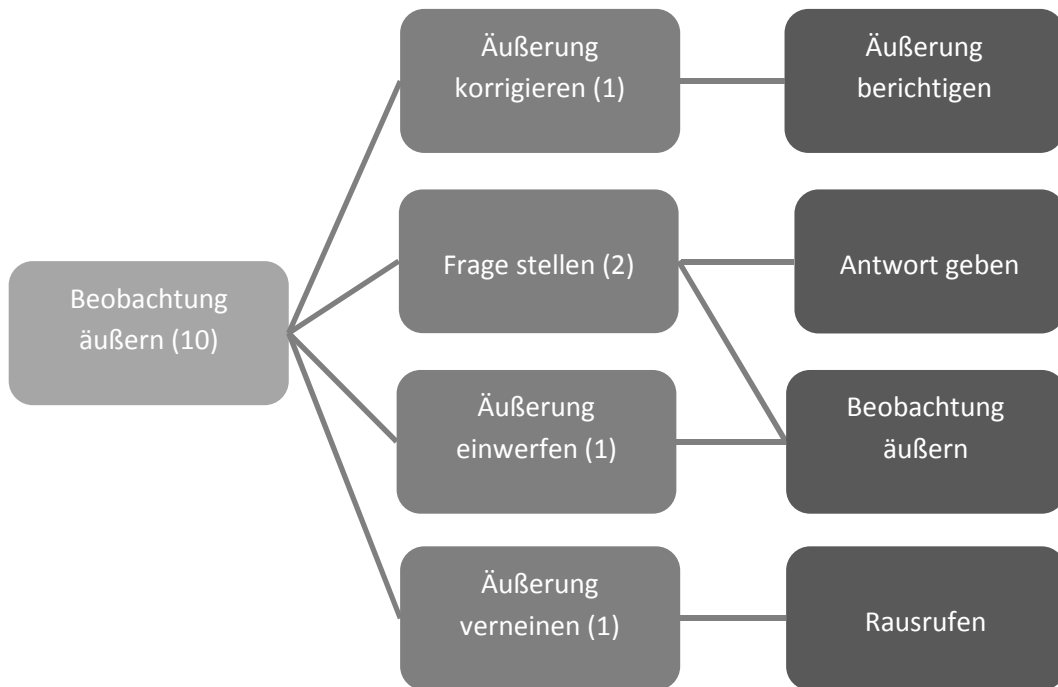 Äußerung
korrigieren (1)
Äußerung
berichtigen
Frage stellen (2)
Antwort geben
Beobachtung
äußern (10)
Äußerung
einwerfen (1)
Beobachtung
äußern
Äußerung
verneinen (1)
Rausrufen